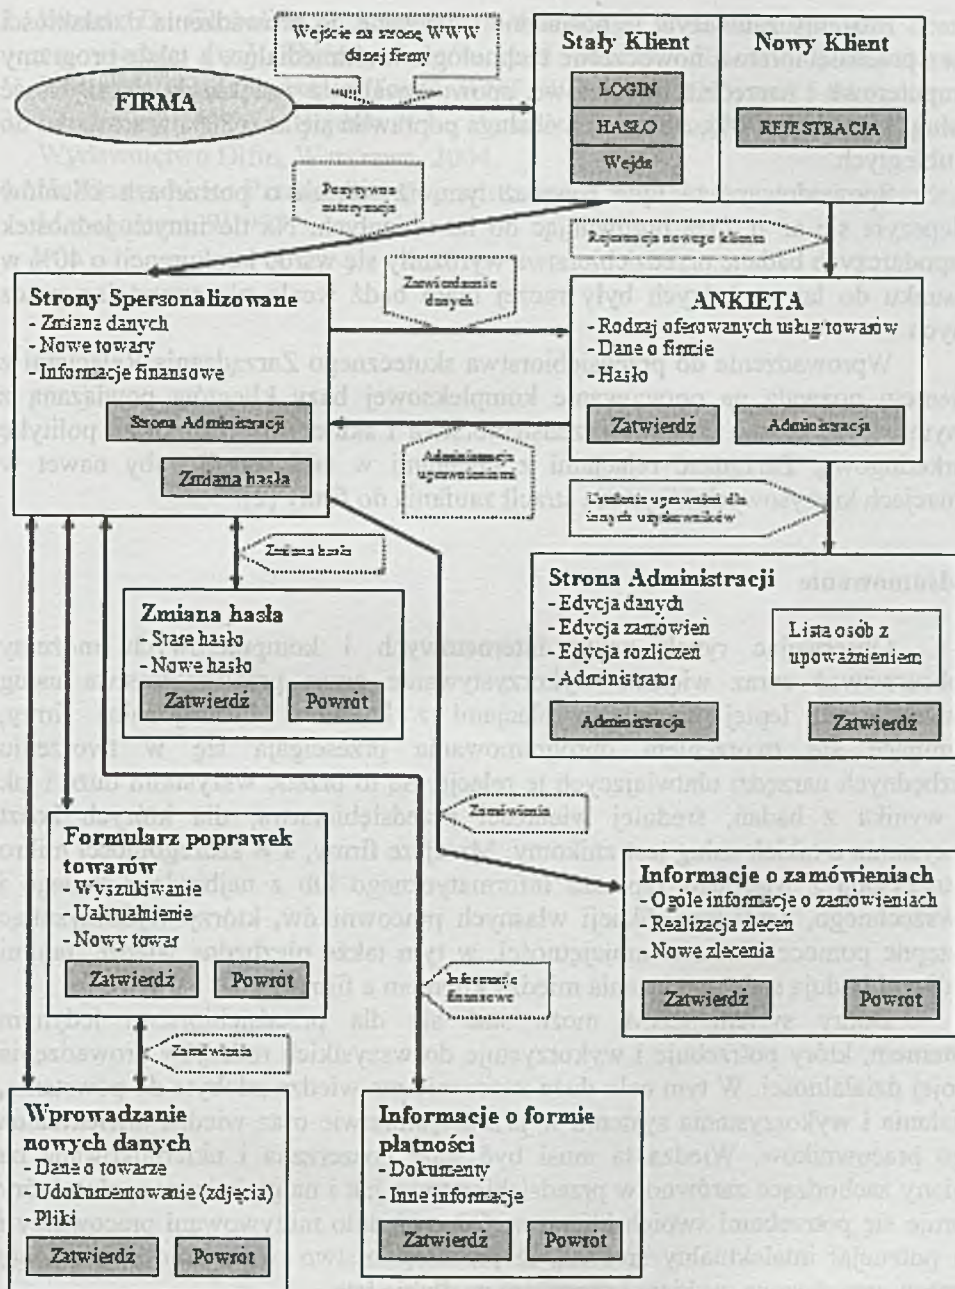 Wejście na stronę WWW
danej firmy
FIRMA
Stały Klient
LOGIN
HASŁO
Wejdź
Nowy Klient
REJESTRACJA
Pozytywna
autoryzacja
Rejestracja nowego klienta
Strony Spersonalizowane
- Zmiana danych
- Nowe towary
- Informacje finansowe
Strona Administracji
Zmiana hasła
Zatwierdzanie
danych
ANKIETA
- Rodzaj oferowanych usług/towarów
- Dane o firmie
- Hasło
Zatwierdź
Administracja
Administracja
uprawnieniami
innych użytkowników
Zmiana hasła
Zmiana hasła
- Stare hasło
- Nowe hasło
Zatwierdź
Powrót
Strona Administracji
- Edycja danych
- Edycja zamówień
- Edycja rozliczeń
- Administrator
Lista osób z
upoważnieniem
Administracja
Zatwierdź
Zamówienia
Formularz poprawek
towarów
- Wyszukiwanie
- Uaktualnienie
- Nowy towar
Zatwierdź
Powrót
Informacje o zamówieniach
- Ogóle informacje o zamówieniach
- Realizacja zleceń
- Nowe zlecenia
Zatwierdź
Powrót
Informacje
finansowe
Zamówienia
Wprowadzanie
nowych danych
- Dane o towarze
- Udokumentowanie (zdjęcia)
- Pliki
Zatwierdź
Powrót
Informacje o formie
płatności
- Dokumenty
- Inne informacje
Zatwierdź
Powrót